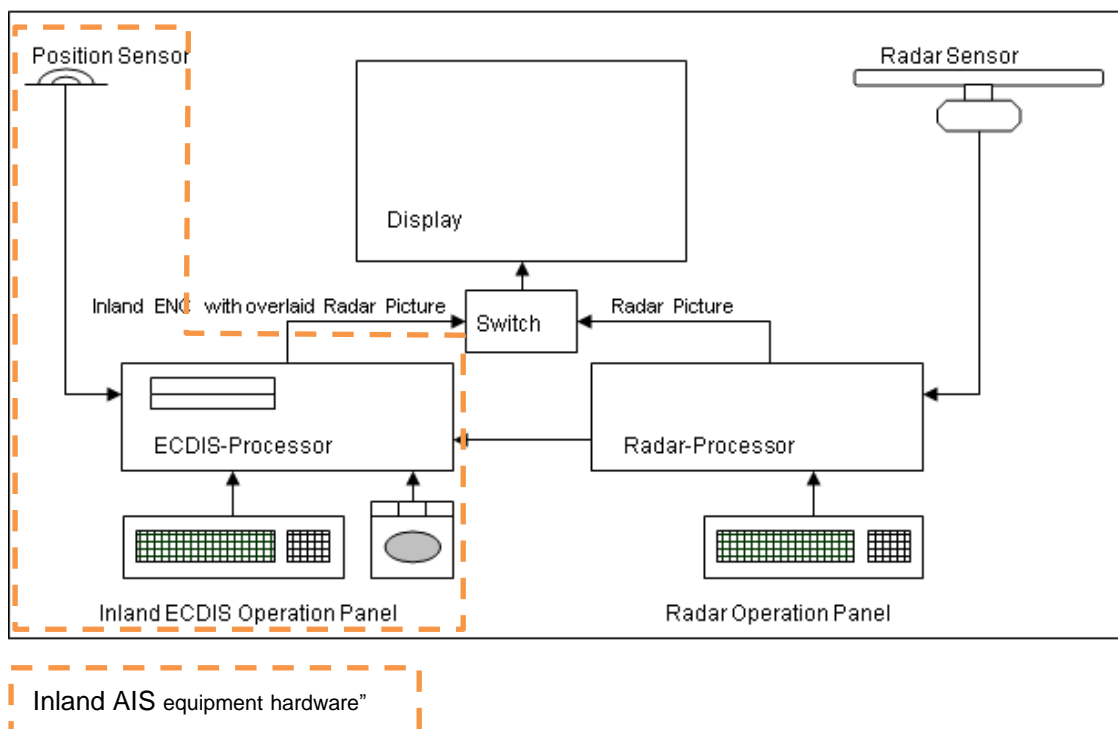 Position Sensor
Radar Sensor
Display
Inland ENC with overlaid Radar Picture
Switch
Radar Picture
ECDIS-Processor
Radar-Processor
Inland ECDIS Operation Panel
Radar Operation Panel
Inland AIS equipment hardware”